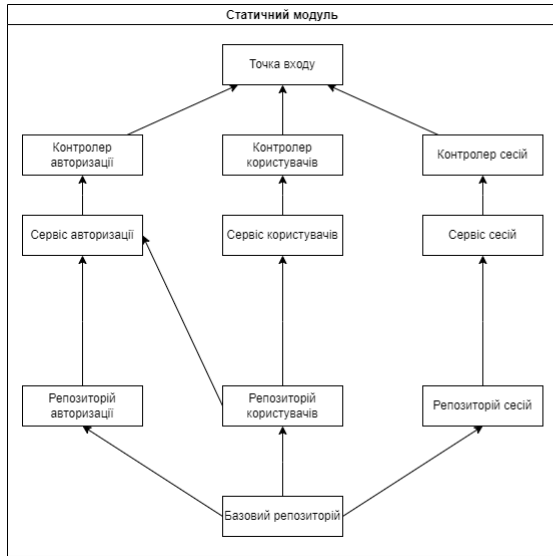 Статичний модуль
Точка входу
Контролер
авторизації
Контролер
користувачів
Контролер сесій
Сервіс авторизації
Сервіс користувачів
Сервіс сесій
Репозиторій
авторизації
Репозиторій
користувачів
Репозиторій сесій
Базовий репозиторій